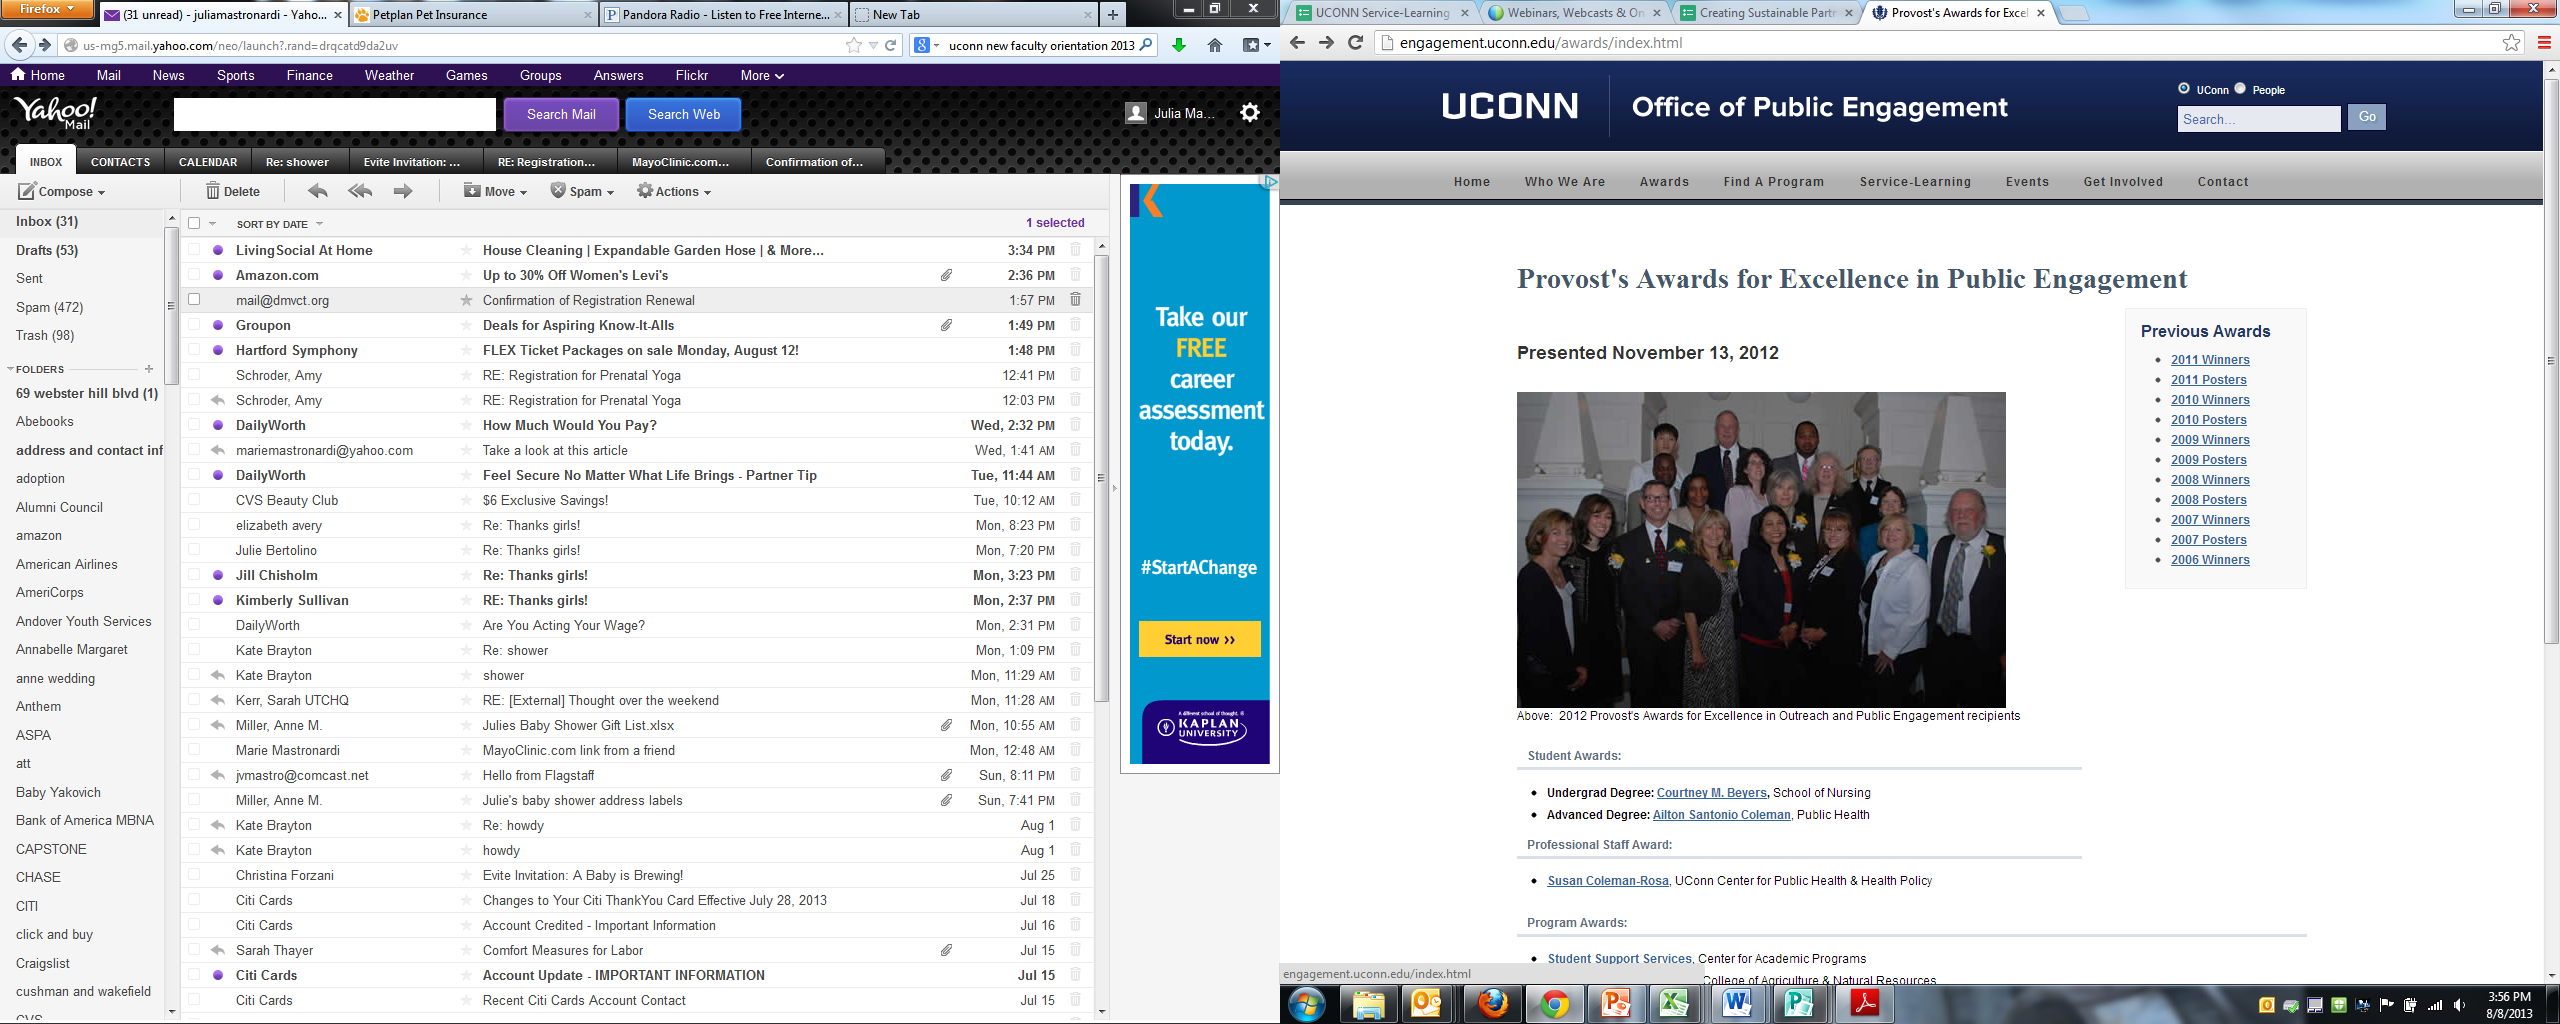 Firefox
(31 unread) - juliamastronardi - Yaho...
Petplan Pet Insurance
Pandora Radio - Listen to Free Interne...
New Tab
us-mg5.mail.yahoo.com/neo/launch?.rand=drqcatd9da2uv
uconn new faculty orientation 2013
Home Mail News Sports Finance Weather Games Groups Answers Flickr More
Yahoo! Mail
Search Mail
Search Web
Julia Ma...
INBOX CONTACTS CALENDAR Re: shower Evite Invitation: ... RE: Registration... MayoClinic.com... Confirmation of...
Compose Delete Move Spam Actions
Inbox (31)
Drafts (53)
Sent
Spam (472)
Trash (98)
FOLDERS
69 webster hill blvd (1)
Abebooks
address and contact inf
adoption
Alumni Council
amazon
American Airlines
AmeriCorps
Andover Youth Services
Annabelle Margaret
anne wedding
Anthem
ASPA
att
Baby Yakovich
Bank of America MBNA
CAPSTONE
CHASE
CITI
click and buy
Craigslist
cushman and wakefield
CVS
SORT BY DATE 1 selected
LivingSocial At Home House Cleaning | Expandable Garden Hose | & More... 3:34 PM
Amazon.com Up to 30% Off Women's Levi's 2:36 PM
mail@dmvct.org Confirmation of Registration Renewal 1:57 PM
Groupon Deals for Aspiring Know-It-Alls 1:49 PM
Hartford Symphony FLEX Ticket Packages on sale Monday, August 12! 1:48 PM
Schroder, Amy RE: Registration for Prenatal Yoga 12:41 PM
Schroder, Amy RE: Registration for Prenatal Yoga 12:03 PM
DailyWorth How Much Would You Pay? Wed, 2:32 PM
mariemastronardi@yahoo.com Take a look at this article Wed, 1:41 AM
DailyWorth Feel Secure No Matter What Life Brings - Partner Tip Tue, 11:44 AM
CVS Beauty Club $6 Exclusive Savings! Tue, 10:12 AM
elizabeth avery Re: Thanks girls! Mon, 8:23 PM
Julie Bertolino Re: Thanks girls! Mon, 7:20 PM
Jill Chisholm Re: Thanks girls! Mon, 3:23 PM
Kimberly Sullivan RE: Thanks girls! Mon, 2:37 PM
DailyWorth Are You Acting Your Wage? Mon, 2:31 PM
Kate Brayton Re: shower Mon, 1:09 PM
Kate Brayton shower Mon, 11:29 AM
Kerr, Sarah UTCHQ RE: [External] Thought over the weekend Mon, 11:28 AM
Miller, Anne M. Julies Baby Shower Gift List.xlsx Mon, 10:55 AM
Marie Mastronardi MayoClinic.com link from a friend Mon, 12:48 AM
jvmastro@comcast.net Hello from Flagstaff Sun, 8:11 PM
Miller, Anne M. Julie's baby shower address labels Sun, 7:41 PM
Kate Brayton Re: howdy Aug 1
Kate Brayton howdy Aug 1
Christina Forzani Evite Invitation: A Baby is Brewing! Jul 25
Citi Cards Changes to Your Citi ThankYou Card Effective July 28, 2013 Jul 18
Citi Cards Account Credited - Important Information Jul 16
Sarah Thayer Comfort Measures for Labor Jul 15
Citi Cards Account Update - IMPORTANT INFORMATION Jul 15
Citi Cards Recent Citi Cards Account Contact Jul 15
Take our
FREE
career
assessment
today.
#StartAChange
Start now >>
A different school of thought.
KAPLAN
UNIVERSITY
UCONN Service-Learning
Webinars, Webcasts & On
Creating Sustainable Partn
Provost's Awards for Excel
engagement.uconn.edu/awards/index.html
UCONN Office of Public Engagement
UConn People
Search...
Go
Home Who We Are Awards Find A Program Service-Learning Events Get Involved Contact
Provost's Awards for Excellence in Public Engagement
Presented November 13, 2012
Above: 2012 Provost's Awards for Excellence in Outreach and Public Engagement recipients
Previous Awards
2011 Winners
2011 Posters
2010 Winners
2010 Posters
2009 Winners
2009 Posters
2008 Winners
2008 Posters
2007 Winners
2007 Posters
2006 Winners
Student Awards:
Undergrad Degree: Courtney M. Beyers, School of Nursing
Advanced Degree: Ailton Santonio Coleman, Public Health
Professional Staff Award:
Susan Coleman-Rosa, UConn Center for Public Health & Health Policy
Program Awards:
Student Support Services, Center for Academic Programs
College of Agriculture & Natural Resources
engagement.uconn.edu/index.html
3:56 PM
8/8/2013